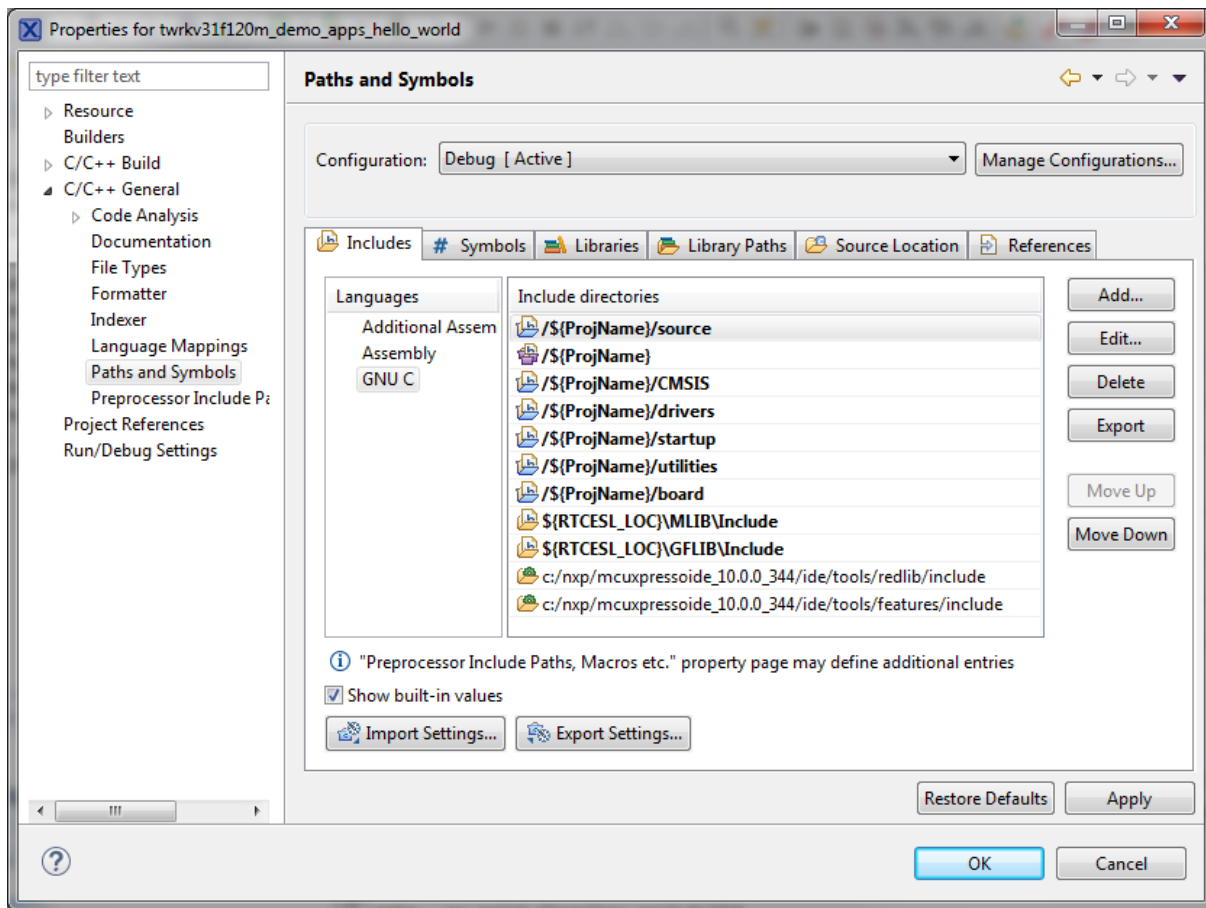 Properties for twrkv31f120m_demo_apps_hello_world
type filter text
Resource
Builders
C/C++ Build
C/C++ General
Code Analysis
Documentation
File Types
Formatter
Indexer
Language Mappings
Paths and Symbols
Preprocessor Include Pa
Project References
Run/Debug Settings
Paths and Symbols
Configuration: Debug [ Active ] Manage Configurations...
Includes # Symbols Libraries Library Paths Source Location References
Languages
Additional Assem
Assembly
GNU C
Include directories
/${ProjName}/source
/${ProjName}
/${ProjName}/CMSIS
/${ProjName}/drivers
/${ProjName}/startup
/${ProjName}/utilities
/${ProjName}/board
${RTCESL_LOC}\MLIB\Include
${RTCESL_LOC}\GFLIB\Include
c:/nxp/mcuxpressoide_10.0.0_344/ide/tools/redlib/include
c:/nxp/mcuxpressoide_10.0.0_344/ide/tools/features/include
Add...
Edit...
Delete
Export
Move Up
Move Down
"Preprocessor Include Paths, Macros etc." property page may define additional entries
Show built-in values
Import Settings... Export Settings...
Restore Defaults Apply
OK Cancel